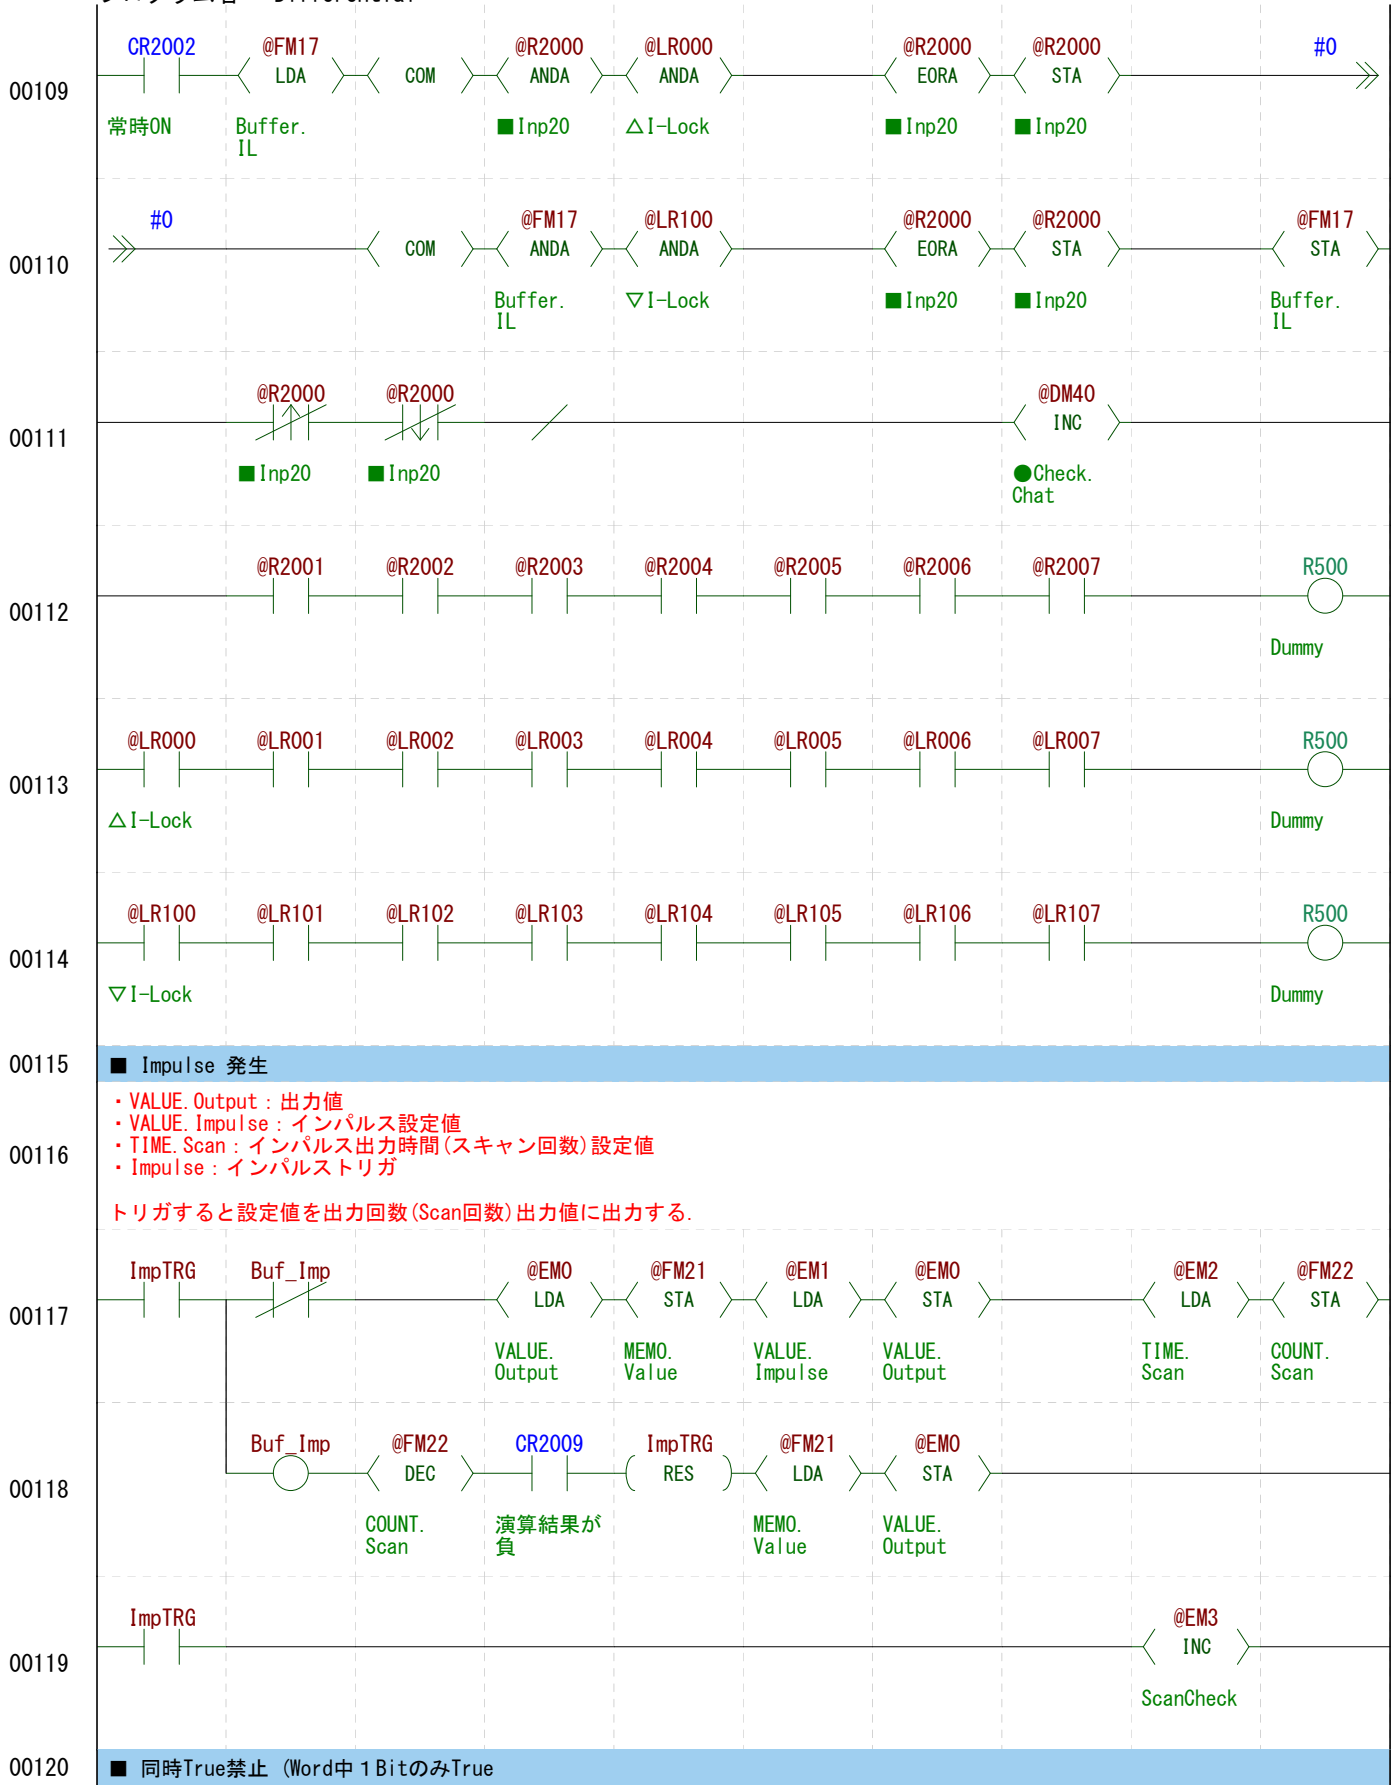 CR2002 @FM17 @R2000 @LR000 @R2000 @R2000 #0
00109 LDA COM ANDA ANDA EORA STA
常時ON Buffer. ■Inp20 △I-Lock ■Inp20 ■Inp20
IL
#0 @FM17 @LR100 @R2000 @R2000 @FM17
00110 COM ANDA ANDA EORA STA STA
Buffer. ▽I-Lock ■Inp20 ■Inp20 Buffer.
IL IL
@R2000 @R2000 @DM40
00111 INC
■Inp20 ■Inp20 ●Check.
Chat
@R2001 @R2002 @R2003 @R2004 @R2005 @R2006 @R2007 R500
00112
Dummy
@LR000 @LR001 @LR002 @LR003 @LR004 @LR005 @LR006 @LR007 R500
00113
△I-Lock Dummy
@LR100 @LR101 @LR102 @LR103 @LR104 @LR105 @LR106 @LR107 R500
00114
▽I-Lock Dummy
00115 ■ Impulse 発生
・VALUE.Output：出力値
・VALUE.Impulse：インパルス設定値
・TIME.Scan：インパルス出力時間(スキャン回数)設定値
00116
・Impulse：インパルストリガ
トリガすると設定値を出力回数(Scan回数)出力値に出力する.
ImpTRG Buf_Imp @EM0 @FM21 @EM1 @EM0 @EM2 @FM22
00117 LDA STA LDA STA LDA STA
VALUE. MEMO. VALUE. VALUE. TIME. COUNT.
Output Value Impulse Output Scan Scan
Buf_Imp @FM22 CR2009 ImpTRG @FM21 @EM0
00118 DEC RES LDA STA
COUNT. 演算結果が MEMO. VALUE.
Scan 負 Value Output
ImpTRG @EM3
00119 INC
ScanCheck
00120 ■ 同時True禁止 (Word中１BitのみTrue